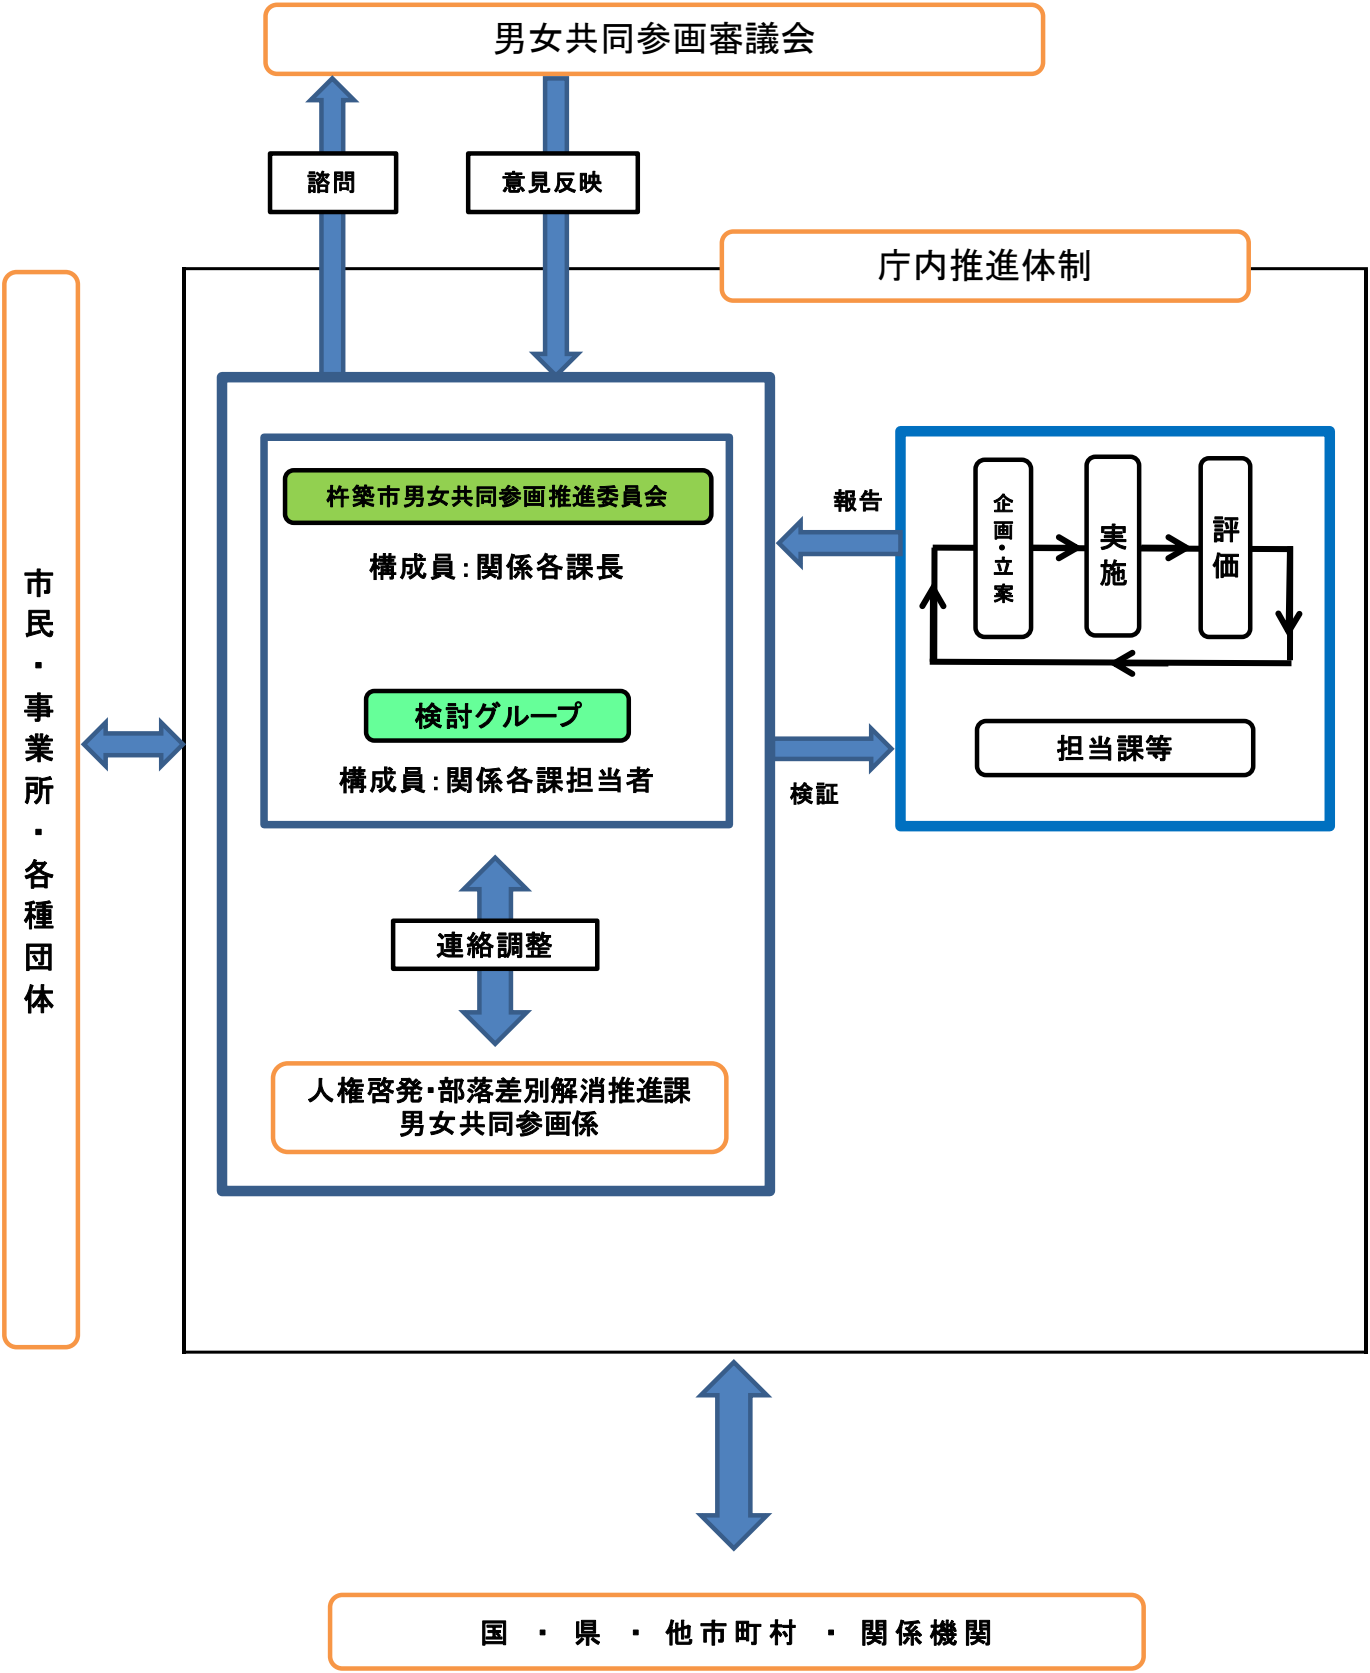 男女共同参画審議会
諮問
意見反映
庁内推進体制
市民・事業所・各種団体
杵築市男女共同参画推進委員会
構成員：関係各課長
検討グループ
構成員：関係各課担当者
連絡調整
人権啓発・部落差別解消推進課
男女共同参画係
報告
検証
企画・立案
実施
評価
担当課等
国 ・ 県 ・ 他市町村 ・ 関係機関